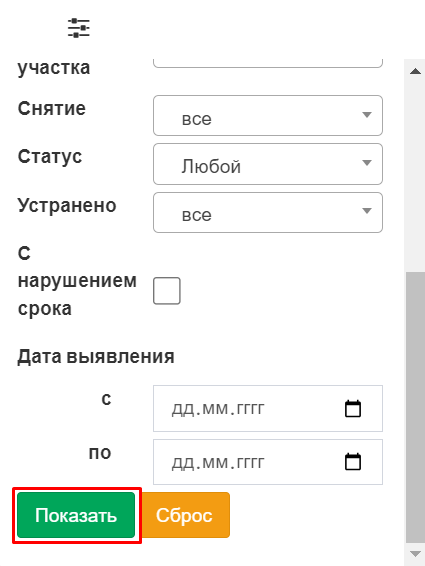 участка
Снятие
все
Статус
Любой
Устранено
все
С
нарушением
срока
Дата выявления
с
дд.мм.гггг
по
дд.мм.гггг
Показать Сброс